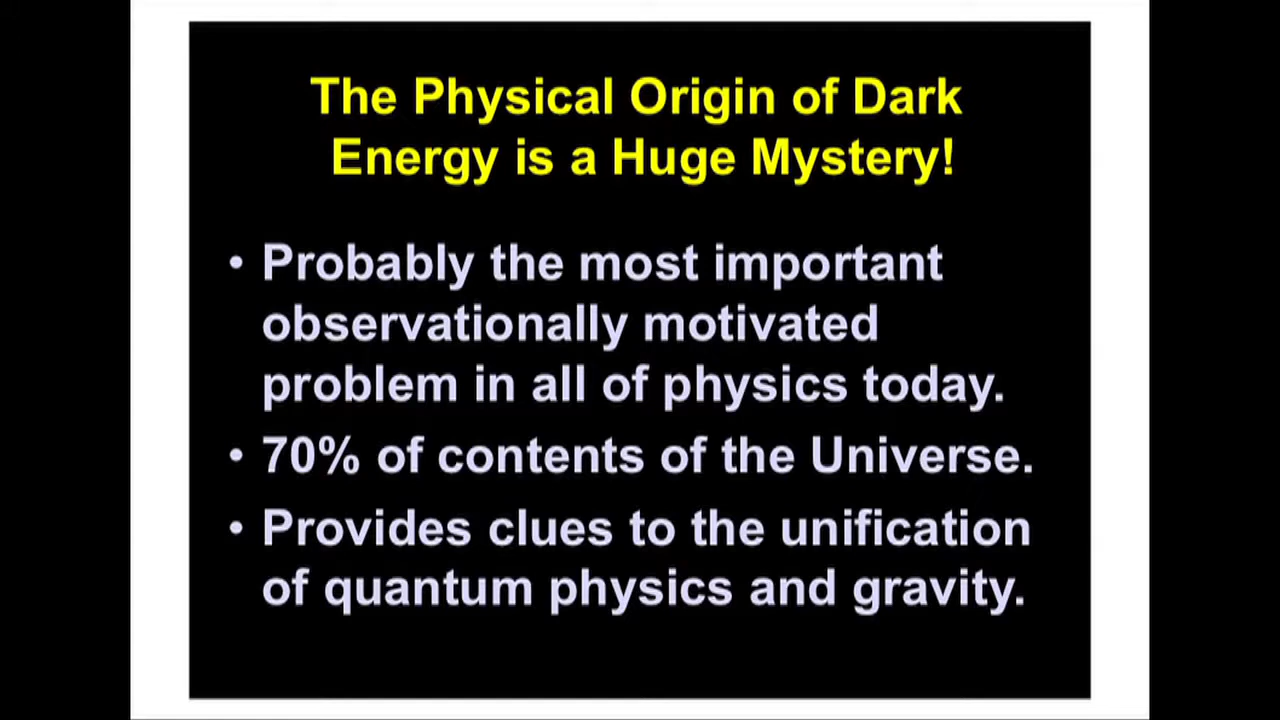 The Physical Origin of Dark
Energy is a Huge Mystery!
• Probably the most important
observationally motivated
problem in all of physics today.
• 70% of contents of the Universe.
• Provides clues to the unification
of quantum physics and gravity.